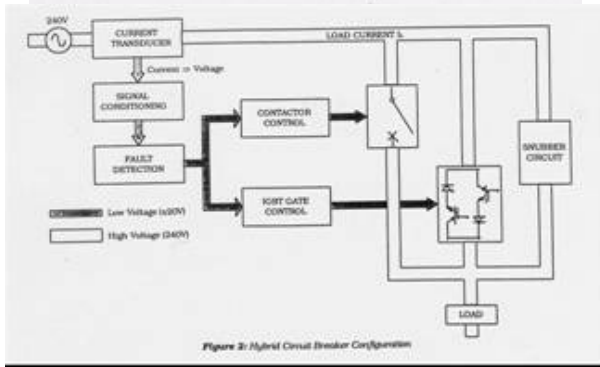 240V
CURRENT
TRANSDUCER
LOAD CURRENT I
Current ⇒ Voltage
SIGNAL
CONDITIONING
CONTACTOR
CONTROL
SNUBBER
CIRCUIT
FAULT
DETECTION
IGBT GATE
CONTROL
Low Voltage (±20V)
High Voltage (240V)
LOAD
Figure 2: Hybrid Circuit Breaker Configuration